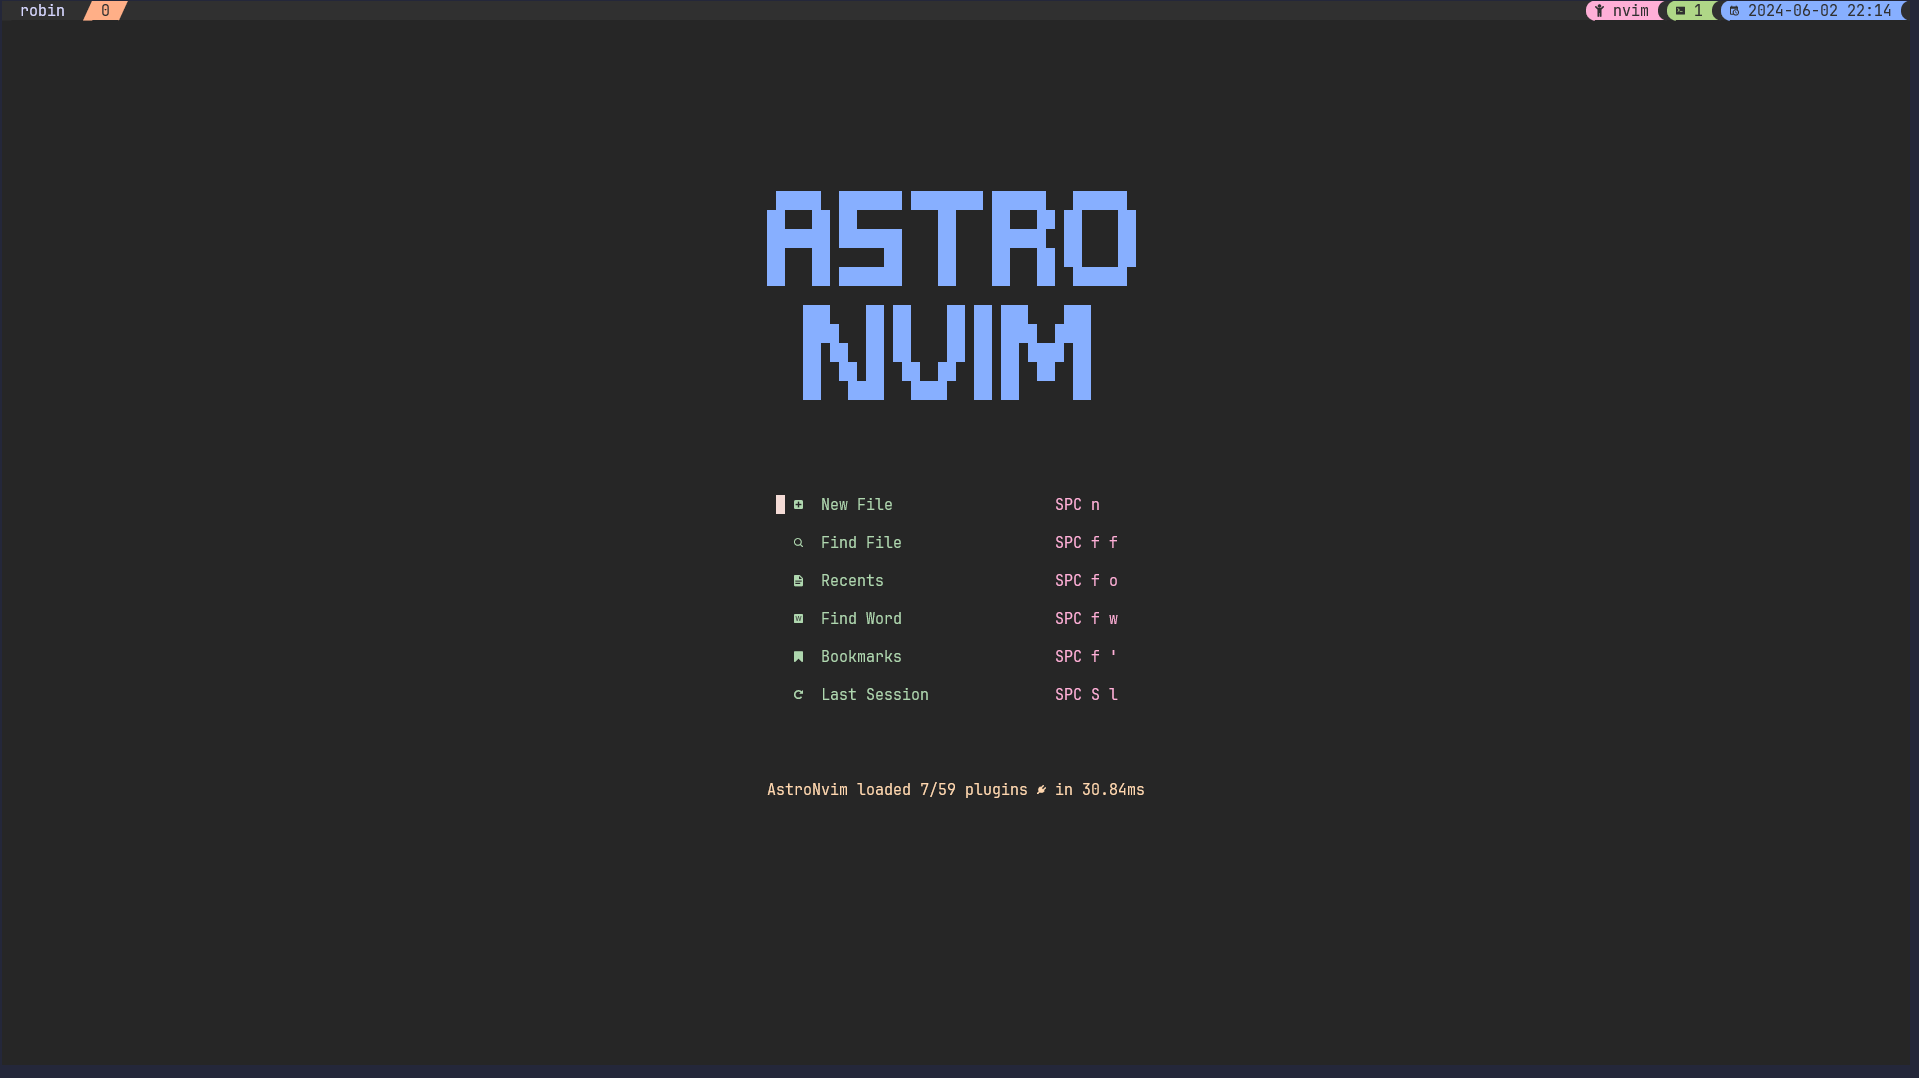 robin 0 nvim 1 2024-06-02 22:14
ASTRO
NVIM
New File SPC n
Find File SPC f f
Recents SPC f o
Find Word SPC f w
Bookmarks SPC f '
Last Session SPC S l
AstroNvim loaded 7/59 plugins in 30.84ms